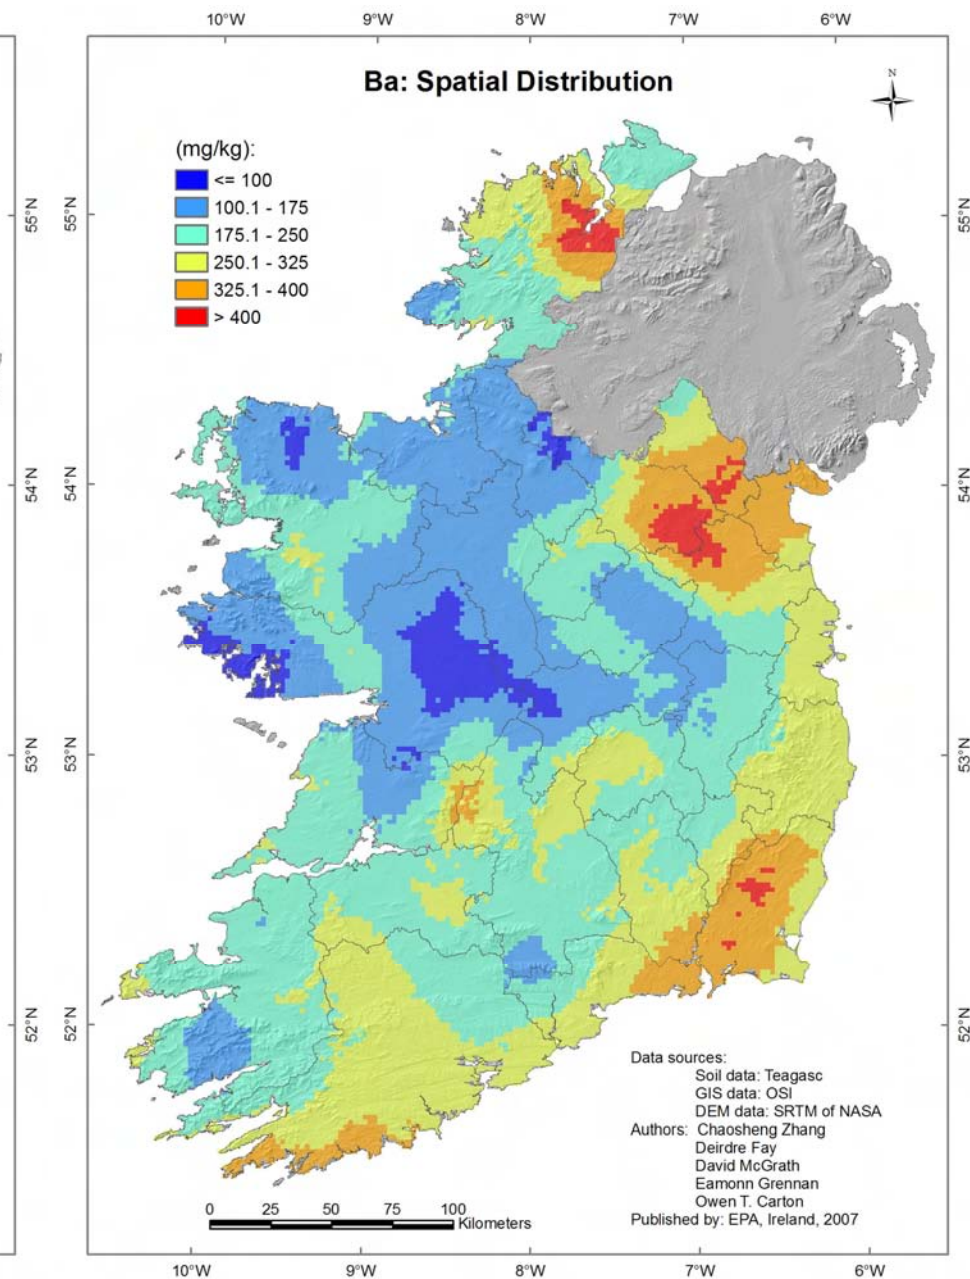 10°W 9°W 8°W 7°W 6°W
Ba: Spatial Distribution
N
(mg/kg):
<= 100
100.1 - 175
175.1 - 250
250.1 - 325
325.1 - 400
> 400
55°N 55°N 55°N
54°N 54°N 54°N
53°N 53°N 53°N
52°N 52°N 52°N
Data sources:
Soil data: Teagasc
GIS data: OSI
DEM data: SRTM of NASA
Authors: Chaosheng Zhang
Deirdre Fay
David McGrath
Eamonn Grennan
Owen T. Carton
Published by: EPA, Ireland, 2007
0 25 50 75 100
Kilometers
10°W 9°W 8°W 7°W 6°W